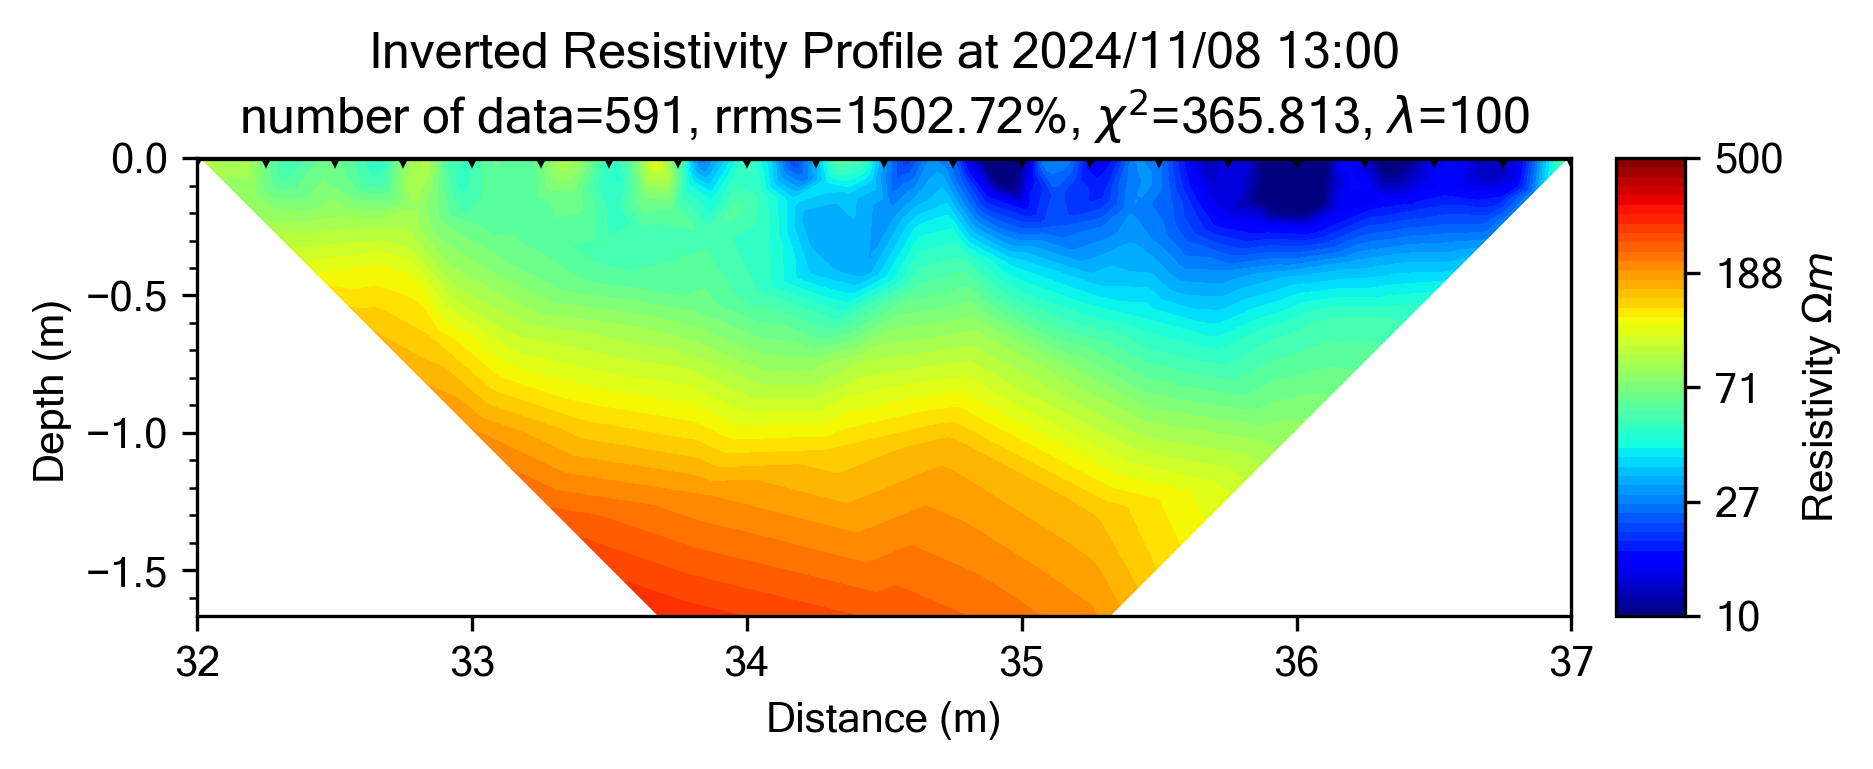 Inverted Resistivity Profile at 2024/11/08 13:00
number of data=591, rrms=1502.72%, χ²=365.813, λ=100
0.0
−0.5
−1.0
−1.5
Depth (m)
32 33 34 35 36 37
Distance (m)
500
188
71
27
10
Resistivity Ωm